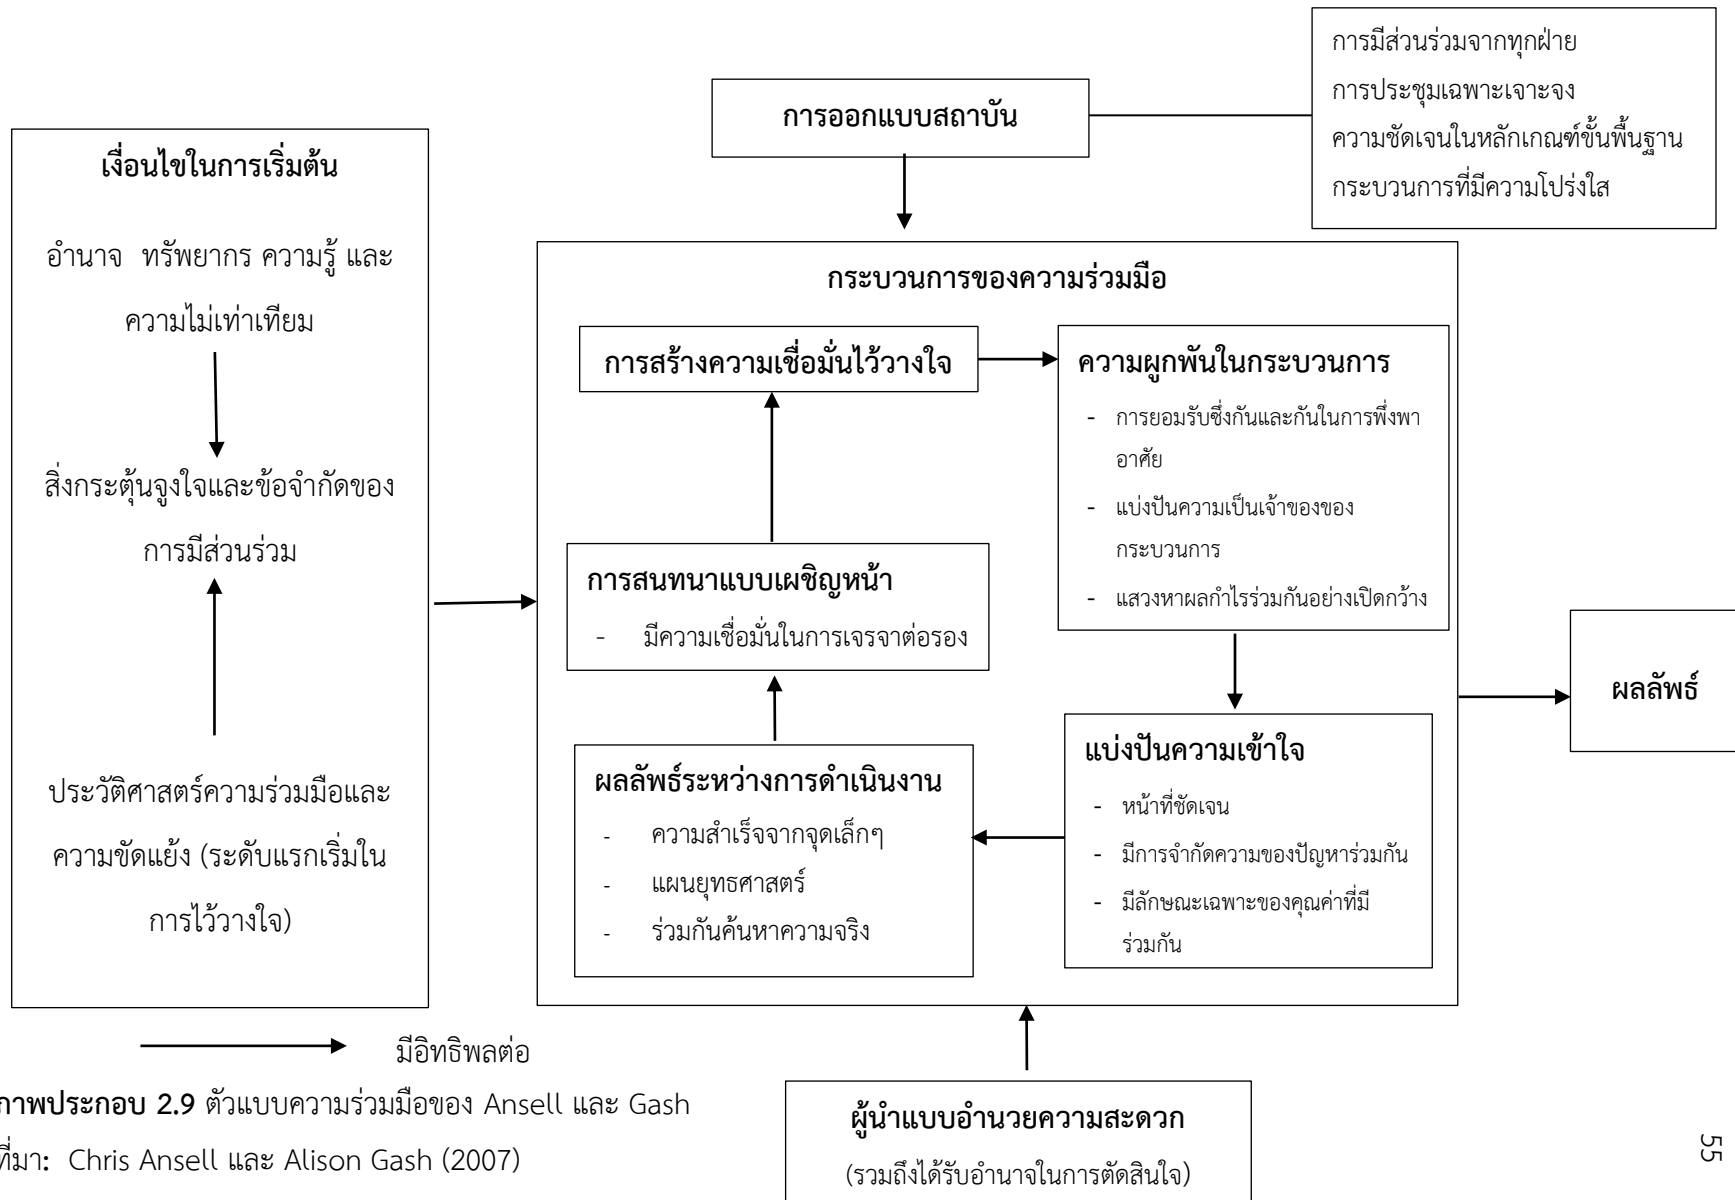 การมีส่วนร่วมจากทุกฝ่าย
การประชุมเฉพาะเจาะจง
ความชัดเจนในหลักเกณฑ์ขั้นพื้นฐาน
กระบวนการที่มีความโปร่งใส
การออกแบบสถาบัน
เงื่อนไขในการเริ่มต้น
อำนาจ ทรัพยากร ความรู้ และ
ความไม่เท่าเทียม
สิ่งกระตุ้นจูงใจและข้อจำกัดของ
การมีส่วนร่วม
ประวัติศาสตร์ความร่วมมือและ
ความขัดแย้ง (ระดับแรกเริ่มใน
การไว้วางใจ)
กระบวนการของความร่วมมือ
การสร้างความเชื่อมั่นไว้วางใจ
ความผูกพันในกระบวนการ
- การยอมรับซึ่งกันและกันในการพึ่งพา
อาศัย
- แบ่งปันความเป็นเจ้าของของ
กระบวนการ
- แสวงหาผลกำไรร่วมกันอย่างเปิดกว้าง
การสนทนาแบบเผชิญหน้า
- มีความเชื่อมั่นในการเจรจาต่อรอง
แบ่งปันความเข้าใจ
- หน้าที่ชัดเจน
- มีการจำกัดความของปัญหาร่วมกัน
- มีลักษณะเฉพาะของคุณค่าที่มี
ร่วมกัน
ผลลัพธ์ระหว่างการดำเนินงาน
- ความสำเร็จจากจุดเล็กๆ
- แผนยุทธศาสตร์
- ร่วมกันค้นหาความจริง
ผลลัพธ์
มีอิทธิพลต่อ
ภาพประกอบ 2.9 ตัวแบบความร่วมมือของ Ansell และ Gash
ที่มา: Chris Ansell และ Alison Gash (2007)
ผู้นำแบบอำนวยความสะดวก
(รวมถึงได้รับอำนาจในการตัดสินใจ)
55